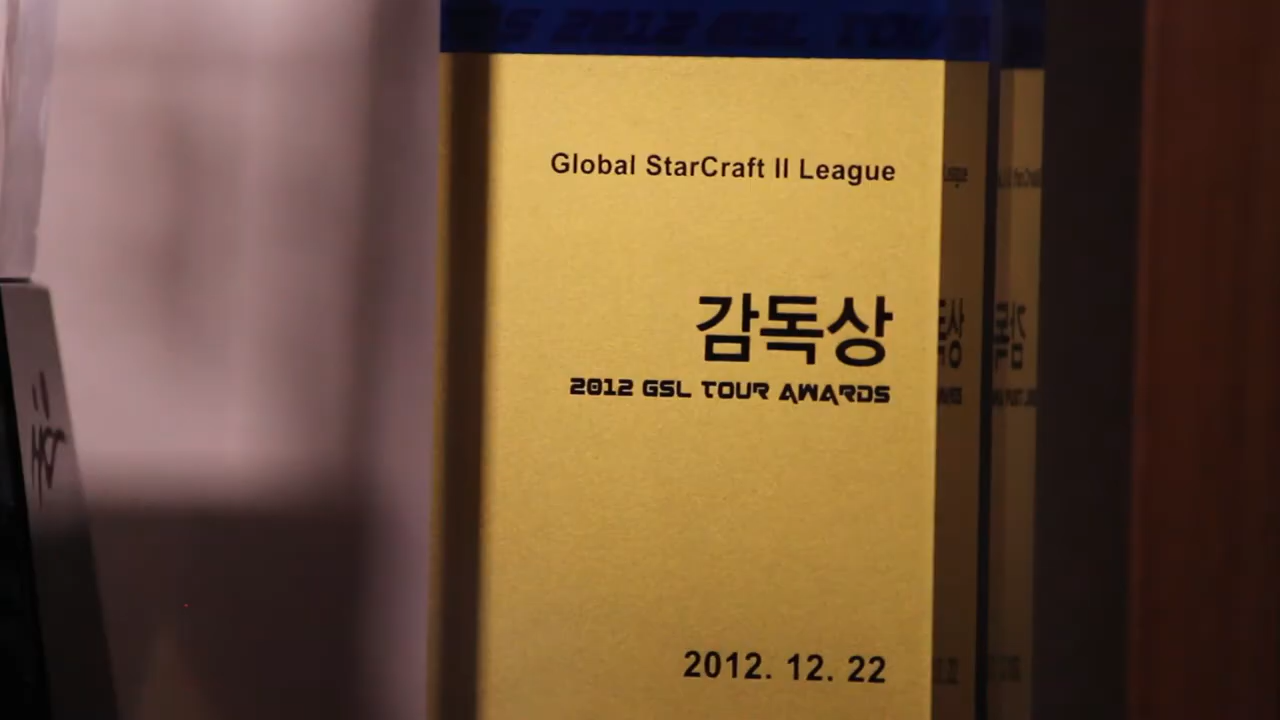 Global StarCraft II League
감독상
2012 GSL TOUR AWARDS
2012. 12. 22